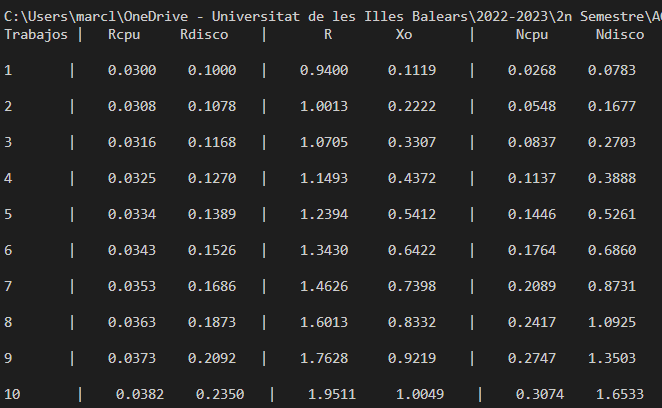 C:\Users\marcl\OneDrive - Universitat de les Illes Balears\2022-2023\2n Semestre\A
Trabajos | Rcpu Rdisco | R Xo | Ncpu Ndisco
1 | 0.0300 0.1000 | 0.9400 0.1119 | 0.0268 0.0783
2 | 0.0308 0.1078 | 1.0013 0.2222 | 0.0548 0.1677
3 | 0.0316 0.1168 | 1.0705 0.3307 | 0.0837 0.2703
4 | 0.0325 0.1270 | 1.1493 0.4372 | 0.1137 0.3888
5 | 0.0334 0.1389 | 1.2394 0.5412 | 0.1446 0.5261
6 | 0.0343 0.1526 | 1.3430 0.6422 | 0.1764 0.6860
7 | 0.0353 0.1686 | 1.4626 0.7398 | 0.2089 0.8731
8 | 0.0363 0.1873 | 1.6013 0.8332 | 0.2417 1.0925
9 | 0.0373 0.2092 | 1.7628 0.9219 | 0.2747 1.3503
10 | 0.0382 0.2350 | 1.9511 1.0049 | 0.3074 1.6533